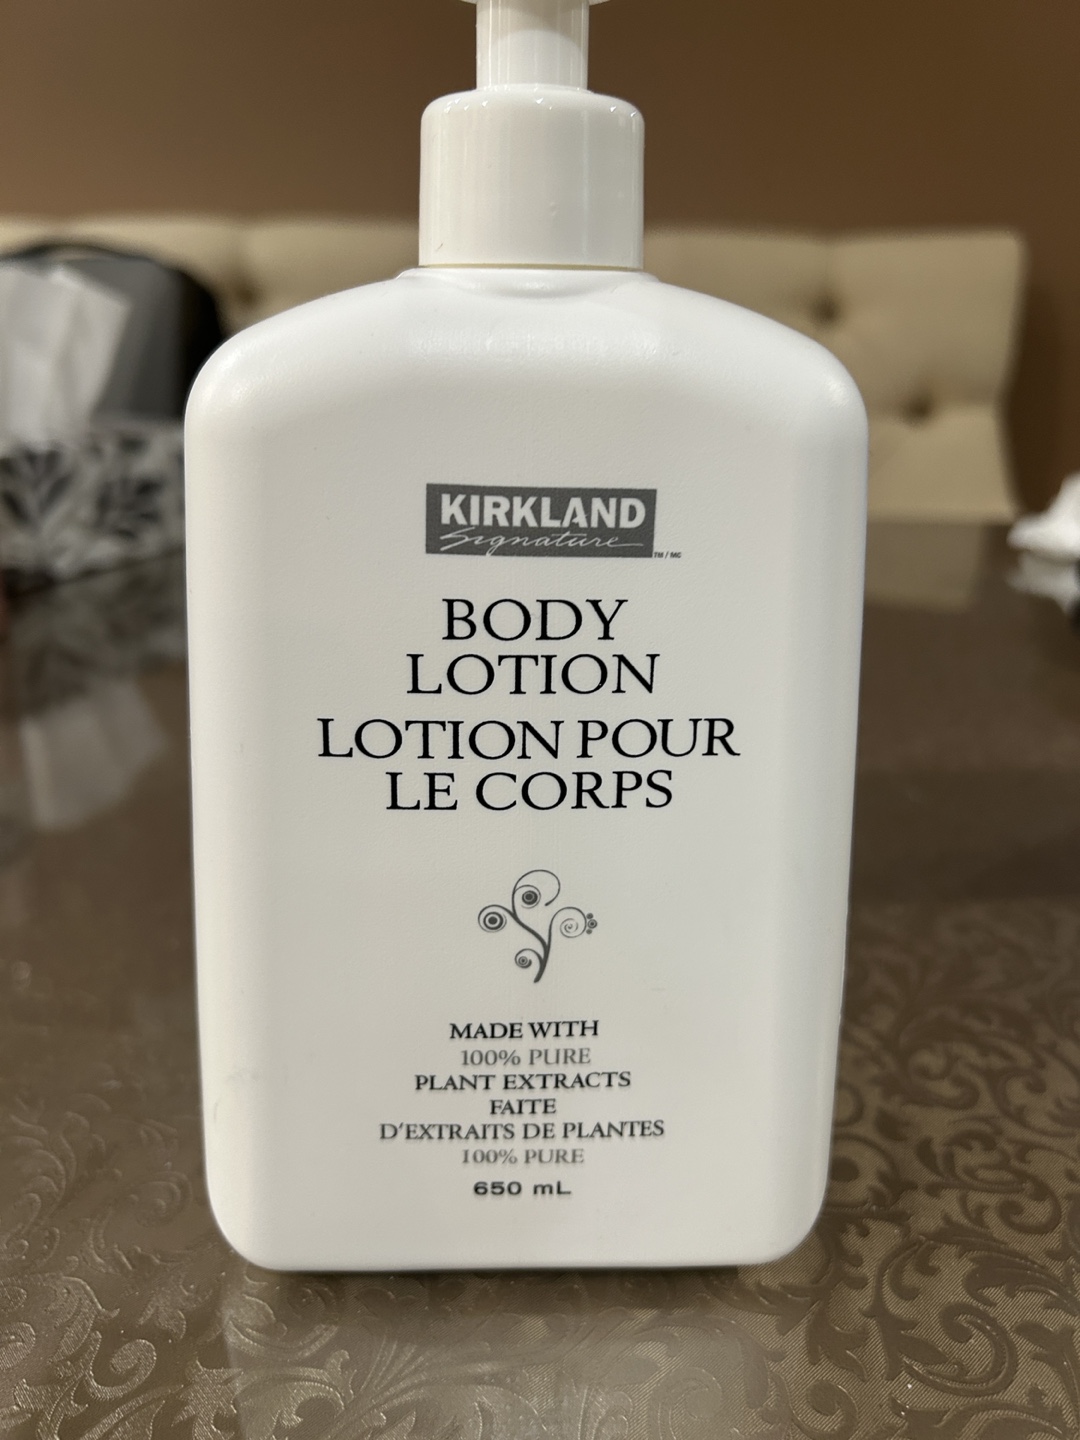 KIRKLAND
Signature
TM / MC
BODY
LOTION
LOTION POUR
LE CORPS
MADE WITH
100% PURE
PLANT EXTRACTS
FAITE
D'EXTRAITS DE PLANTES
100% PURE
650 mL